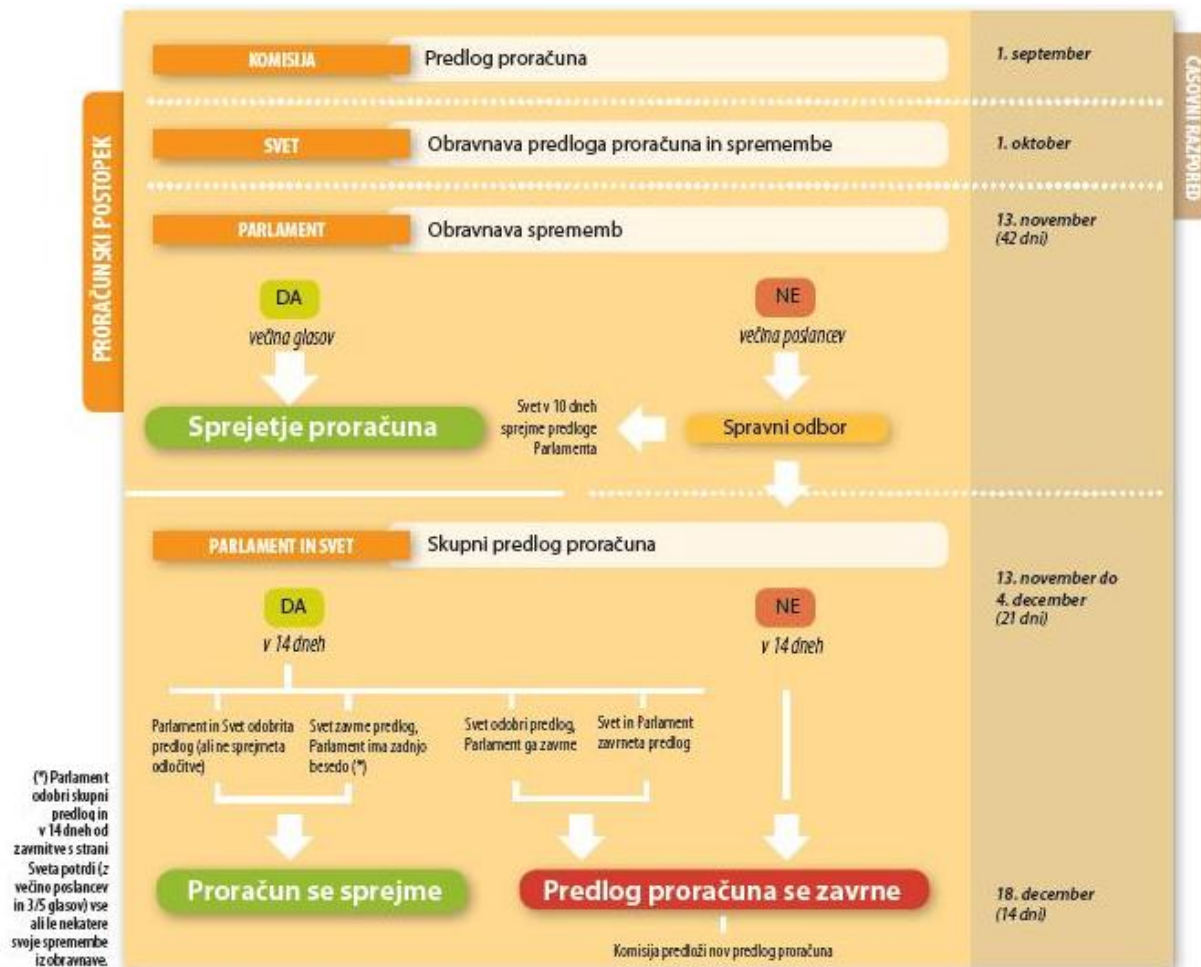 KOMISIJA
Predlog proračuna
1. september
SVET
Obravnava predloga proračuna in spremembe
1. oktober
PARLAMENT
Obravnava sprememb
13. november
(42 dni)
PRORAČUNSKI POSTOPEK
ČASOVNI RAZPORED
DA
večina glasov
NE
večina poslancev
Sprejetje proračuna
Svet v 10 dneh
sprejme predloge
Parlamenta
Spravni odbor
PARLAMENT IN SVET
Skupni predlog proračuna
13. november do
4. december
(21 dni)
DA
v 14 dneh
NE
v 14 dneh
Parlament in Svet odobrita
predlog (ali ne sprejmeta
odločitve)
Svet zavrne predlog,
Parlament ima zadnjo
besedo (*)
Svet odobri predlog,
Parlament ga zavrne
Svet in Parlament
zavrneta predlog
(*) Parlament
odobri skupni
predlog in
v 14 dneh od
zavrnitve s strani
Sveta potrdi (z
večino poslancev
in 3/5 glasov) vse
ali le nekatere
svoje spremembe
iz obravnave.
Proračun se sprejme
Predlog proračuna se zavrne
18. december
(14 dni)
Komisija predloži nov predlog proračuna